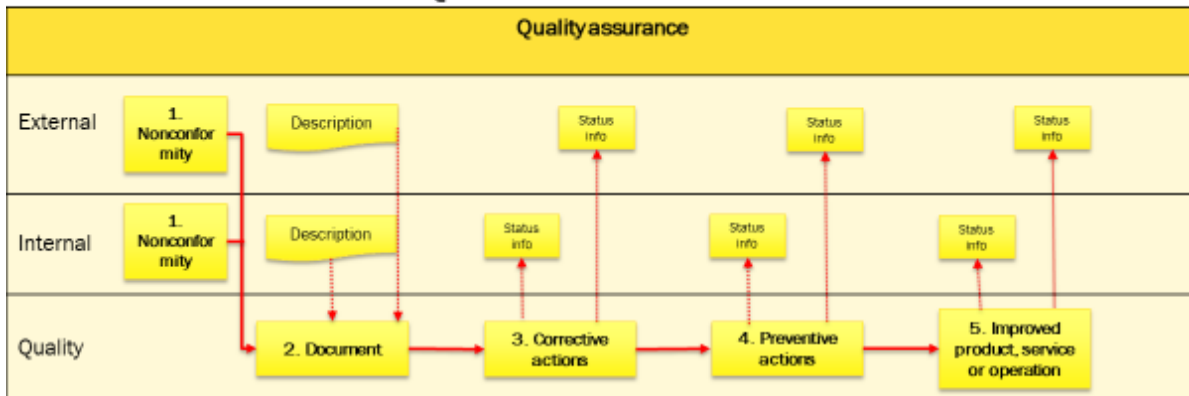 Quality assurance
External
1.
Nonconfor
mity
Description
Status
info
Status
info
Status
info
Internal
1.
Nonconfor
mity
Description
Status
info
Status
info
Status
info
Quality
2. Document
3. Corrective
actions
4. Preventive
actions
5. Improved
product, service
or operation